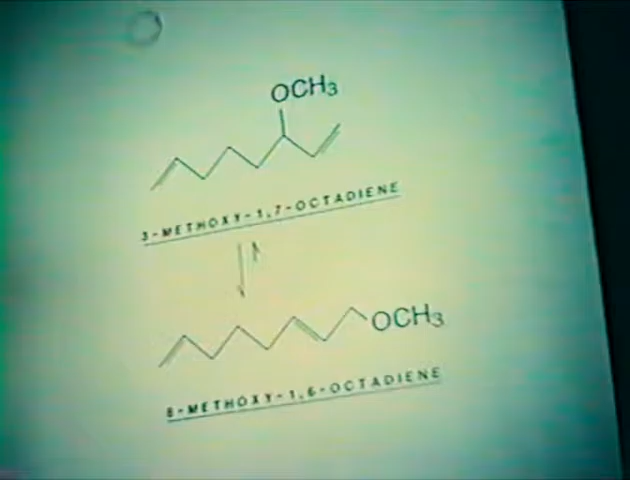 OCH3
3-METHOXY-1,7-OCTADIENE
OCH3
8-METHOXY-1,6-OCTADIENE